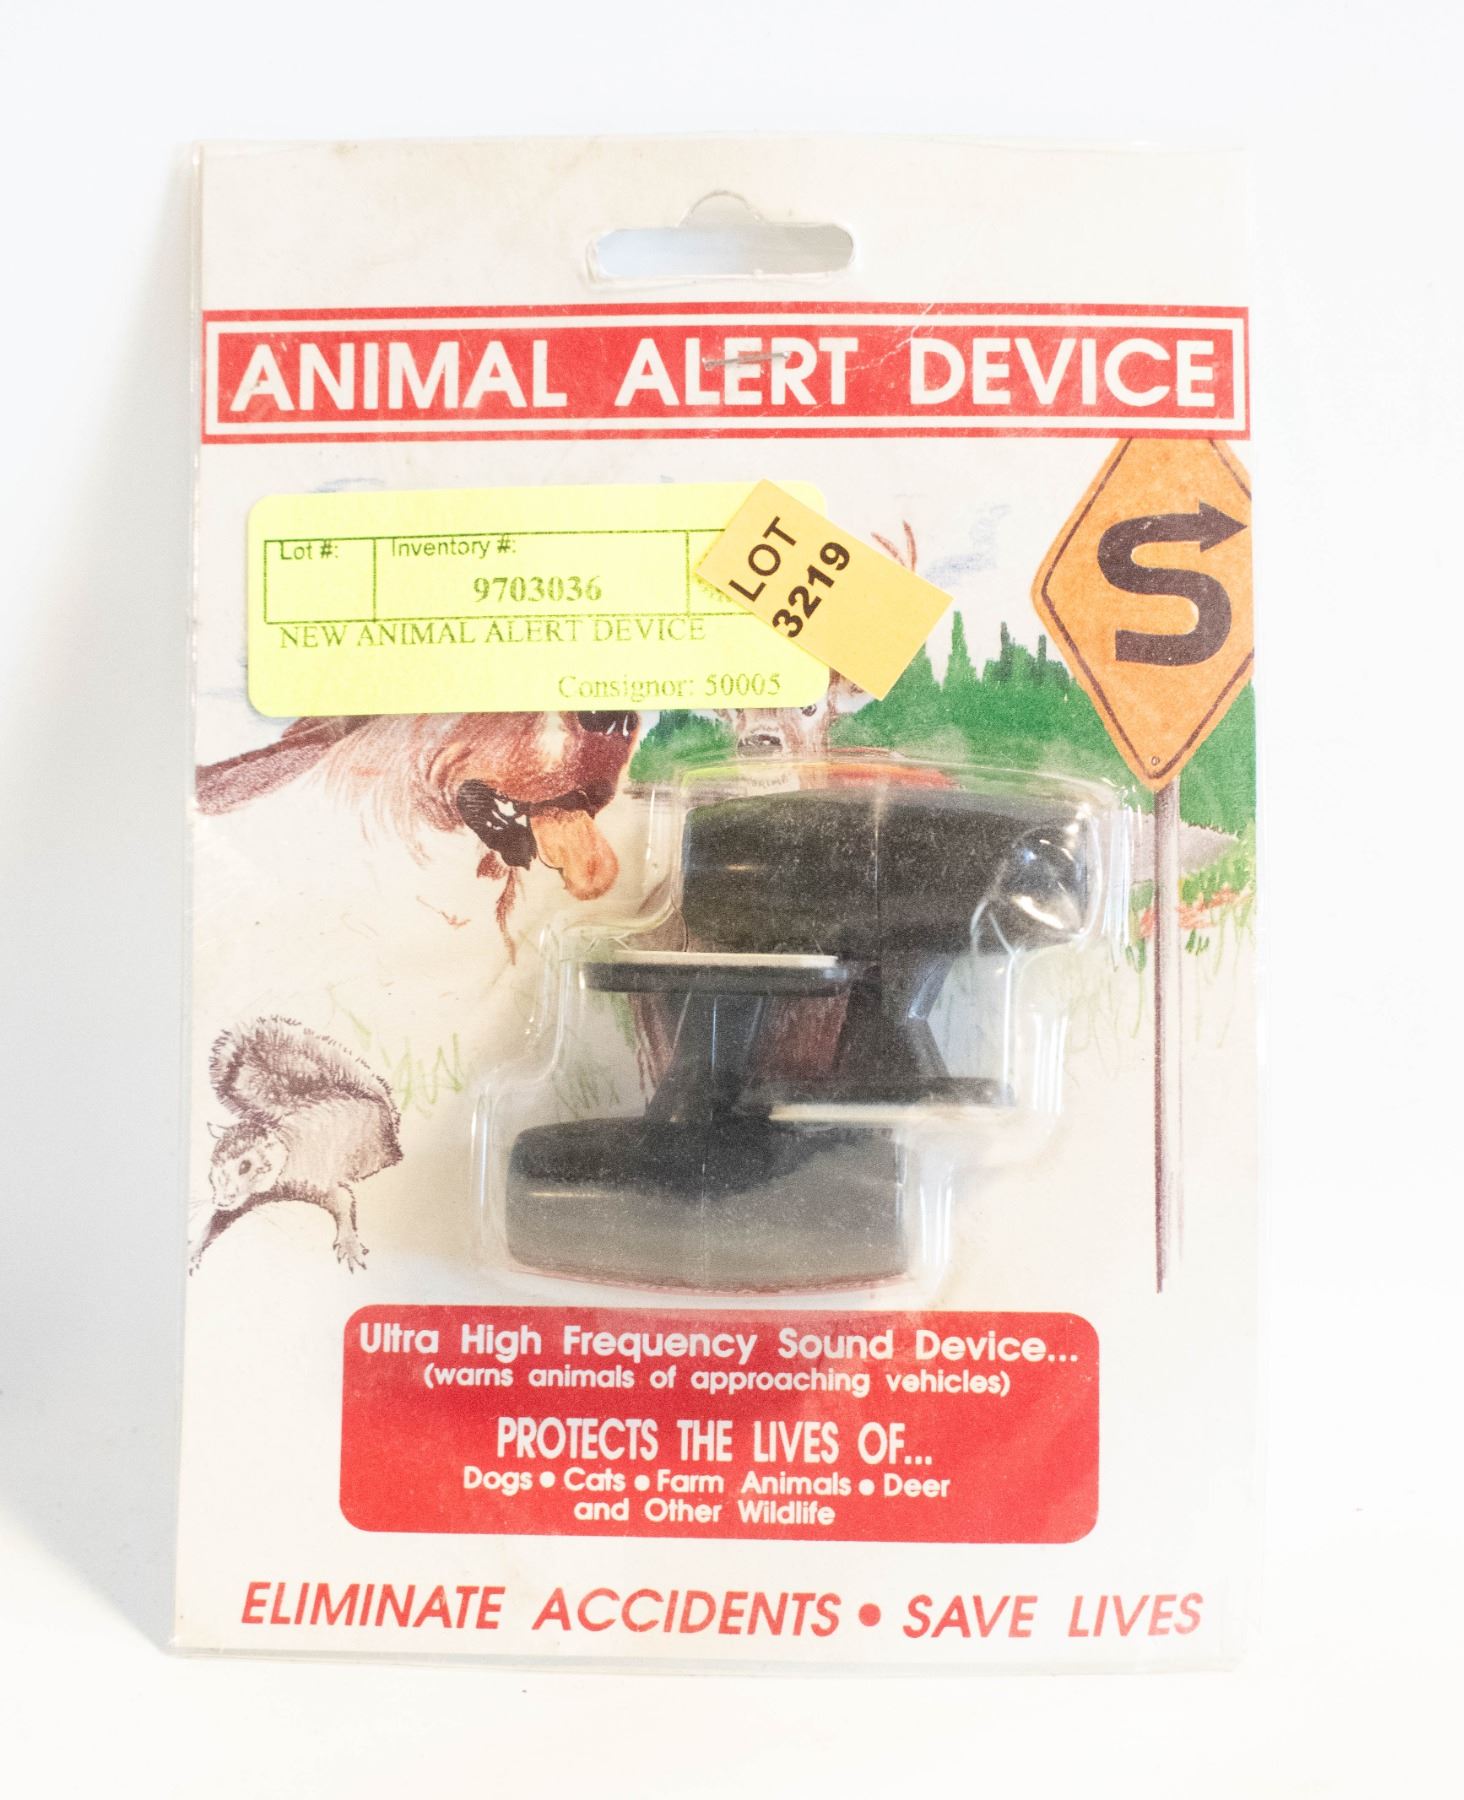 ANIMAL ALERT DEVICE
Lot #: Inventory #:
9703036
NEW ANIMAL ALERT DEVICE
Consignor: 50005
LOT
3219
Ultra High Frequency Sound Device...
(warns animals of approaching vehicles)
PROTECTS THE LIVES OF...
Dogs • Cats • Farm Animals • Deer
and Other Wildlife
ELIMINATE ACCIDENTS • SAVE LIVES